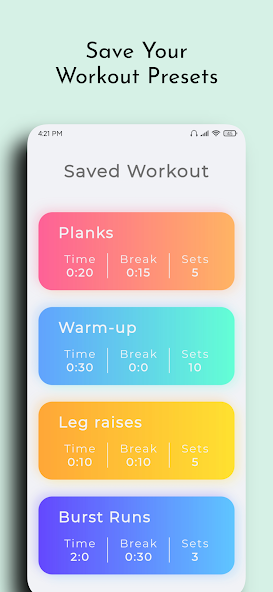 Save Your
Workout Presets
4:21 PM
Saved Workout
Planks
Time Break Sets
0:20 0:15 5
Warm-up
Time Break Sets
0:30 0:0 10
Leg raises
Time Break Sets
0:10 0:10 5
Burst Runs
Time Break Sets
2:0 0:30 3